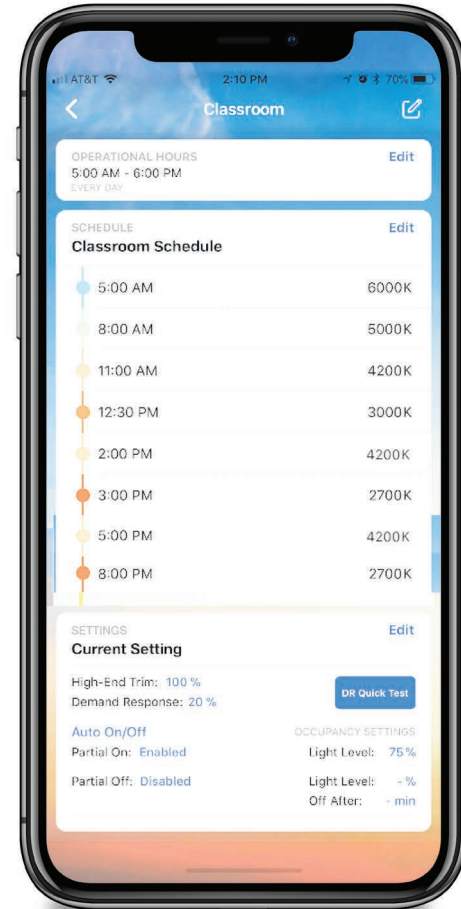 AT&T 2:10 PM 70%
Classroom
OPERATIONAL HOURS Edit
5:00 AM - 6:00 PM
EVERY DAY
SCHEDULE Edit
Classroom Schedule
5:00 AM 6000K
8:00 AM 5000K
11:00 AM 4200K
12:30 PM 3000K
2:00 PM 4200K
3:00 PM 2700K
5:00 PM 4200K
8:00 PM 2700K
SETTINGS Edit
Current Setting
High-End Trim: 100 %
Demand Response: 20 %
DR Quick Test
Auto On/Off OCCUPANCY SETTINGS
Partial On: Enabled Light Level: 75 %
Partial Off: Disabled Light Level: - %
Off After: - min